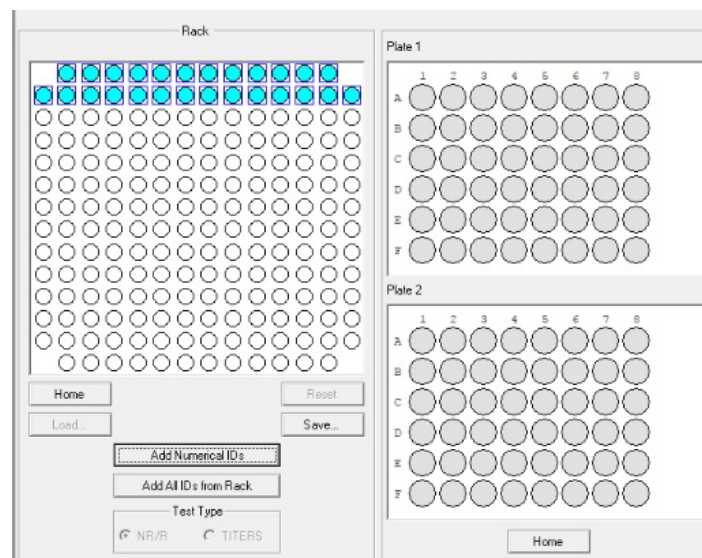 Rack
Home
Reset
Load...
Save...
Add Numerical IDs
Add All IDs from Rack
Test Type
NR/R
TITERS
Plate 1
1 2 3 4 5 6 7 8
A
B
C
D
E
F
Plate 2
1 2 3 4 5 6 7 8
A
B
C
D
E
F
Home